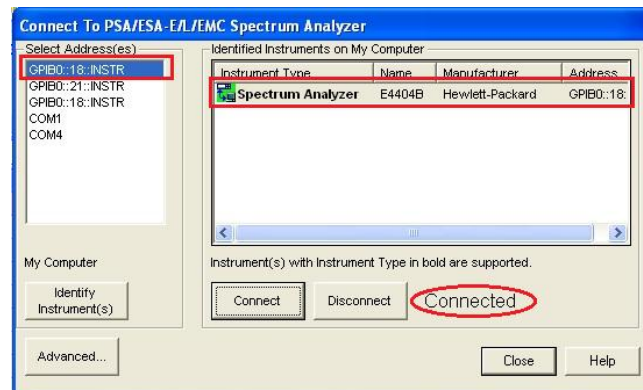 Connect To PSA/ESA-E/L/EMC Spectrum Analyzer
Select Address(es)
GPIB0::18::INSTR
GPIB0::21::INSTR
GPIB0::18::INSTR
COM1
COM4
My Computer
Identify
Instrument(s)
Advanced...
Identified Instruments on My Computer
Instrument Type Name Manufacturer Address
Spectrum Analyzer E4404B Hewlett-Packard GPIB0::18:
Instrument(s) with Instrument Type in bold are supported.
Connect Disconnect Connected
Close Help